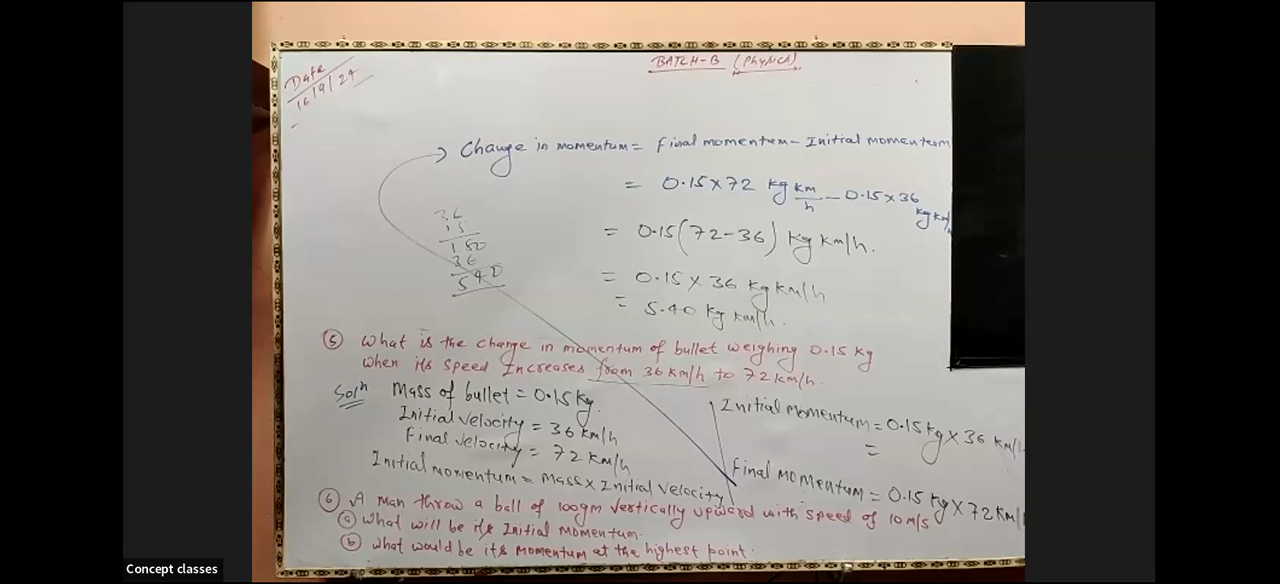 BATCH-B (Physics)
Date
16/9/24
Change in momentum = Final momentum - Initial momentum
= 0.15 x 72 kg km/h - 0.15 x 36 kg km/
= 0.15 (72-36) kg km/h.
= 0.15 x 36 kg km/h
= 5.40 kg km/h.
36
15
180
36
540
⑤ What is the change in momentum of bullet weighing 0.15 kg
when its speed Increases from 36 km/h to 72 km/h.
Solⁿ Mass of bullet = 0.15 kg.
Initial velocity = 36 km/h
Final velocity = 72 km/h
Initial momentum = Mass x Initial velocity
Initial momentum = 0.15 kg x 36 km/
=
Final momentum = 0.15 kg x 72 km/
⑥ A man throw a ball of 100gm vertically upward with speed of 10 m/s
ⓐ What will be its Initial momentum.
ⓑ What would be its momentum at the highest point.
Concept classes